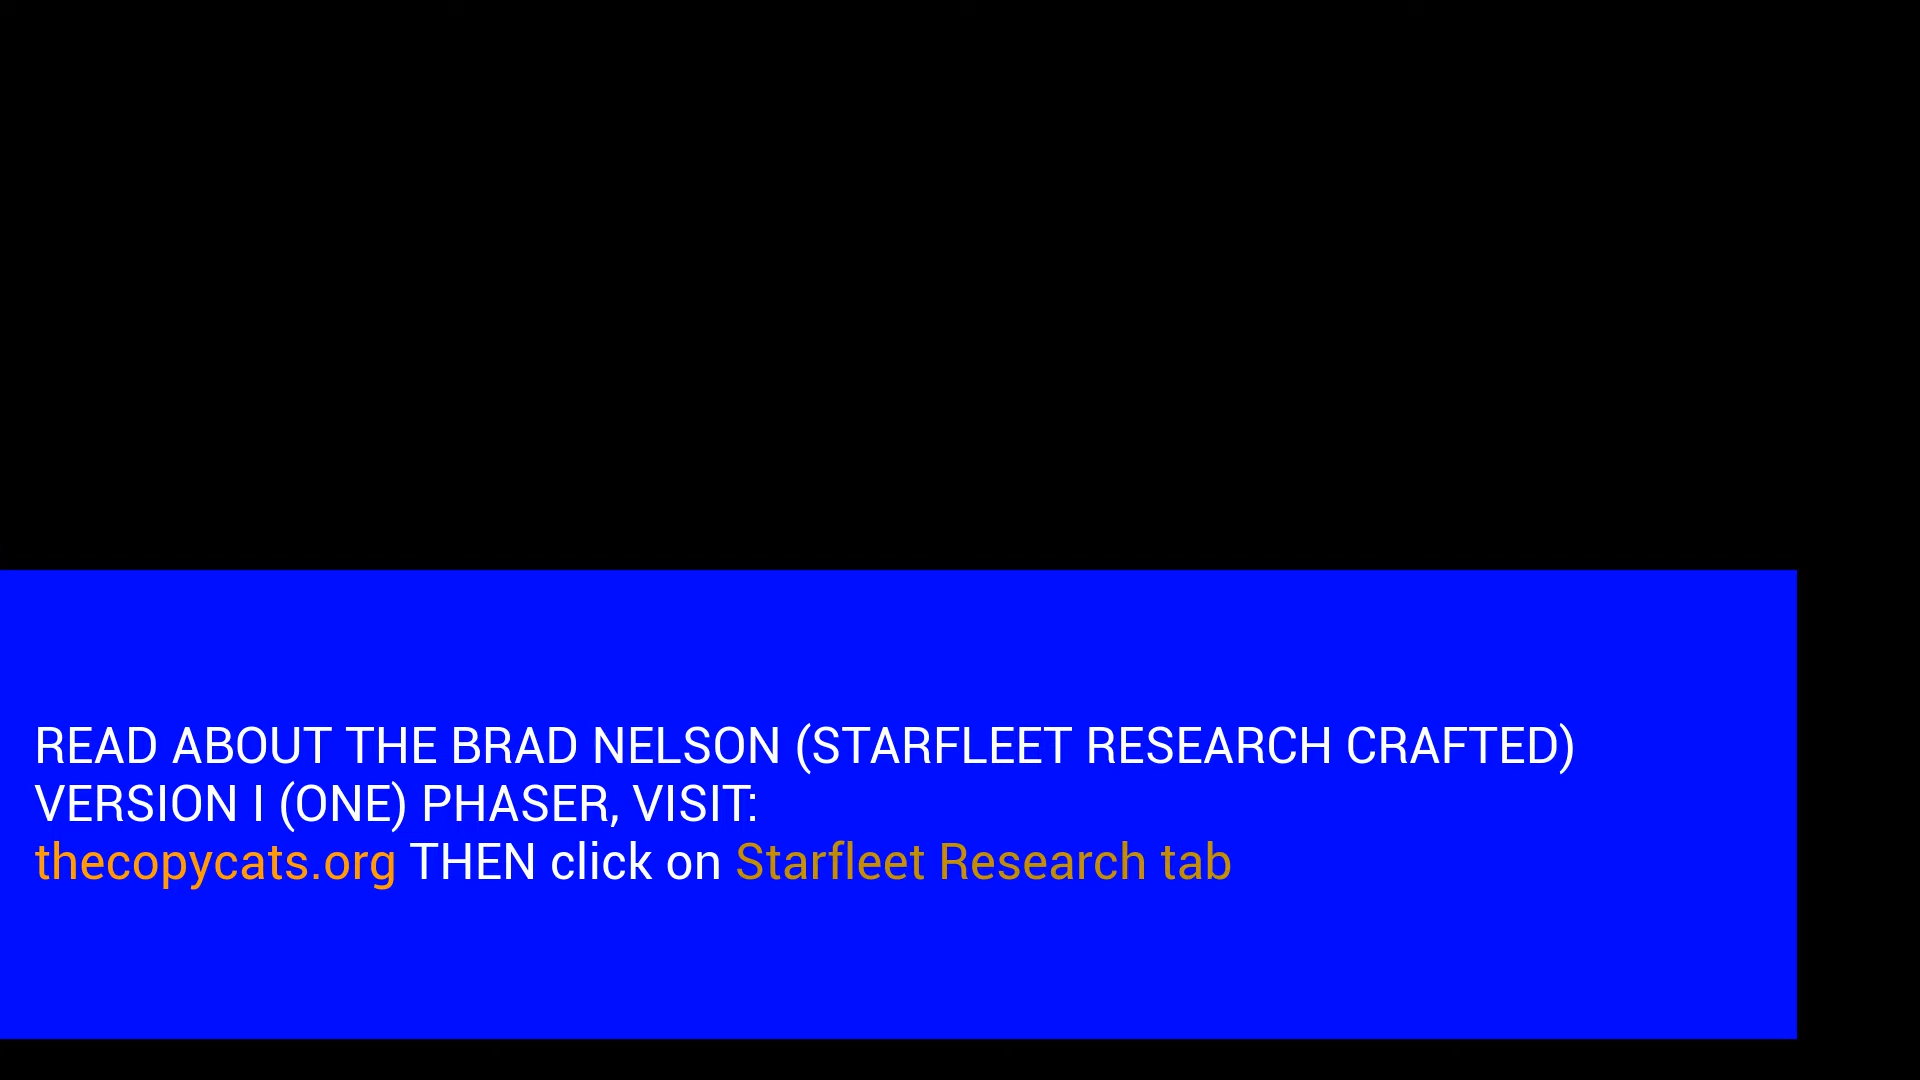 READ ABOUT THE BRAD NELSON (STARFLEET RESEARCH CRAFTED)
VERSION I (ONE) PHASER, VISIT:
thecopycats.org THEN click on Starfleet Research tab